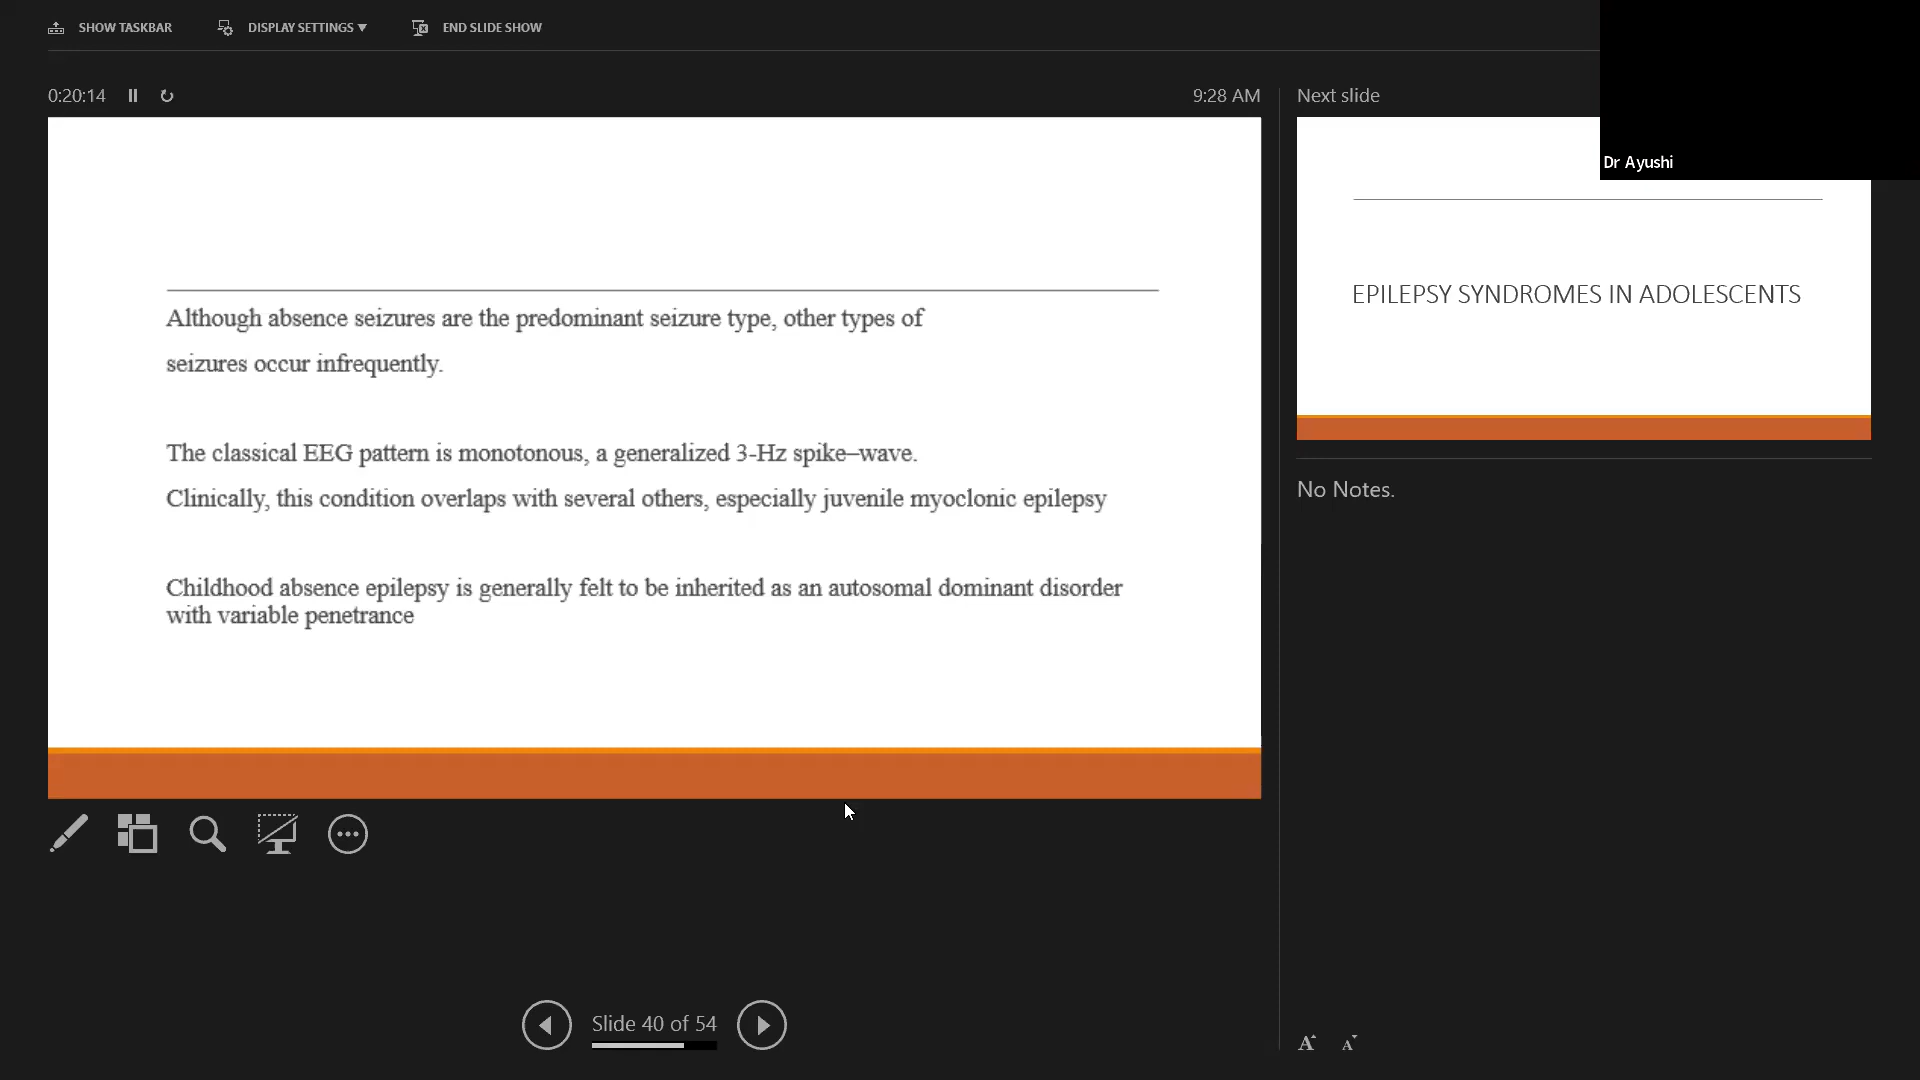 SHOW TASKBAR
DISPLAY SETTINGS
END SLIDE SHOW
0:20:14
9:28 AM
Although absence seizures are the predominant seizure type, other types of
seizures occur infrequently.
The classical EEG pattern is monotonous, a generalized 3-Hz spike–wave.
Clinically, this condition overlaps with several others, especially juvenile myoclonic epilepsy
Childhood absence epilepsy is generally felt to be inherited as an autosomal dominant disorder
with variable penetrance
Slide 40 of 54
Next slide
Dr Ayushi
EPILEPSY SYNDROMES IN ADOLESCENTS
No Notes.
A A